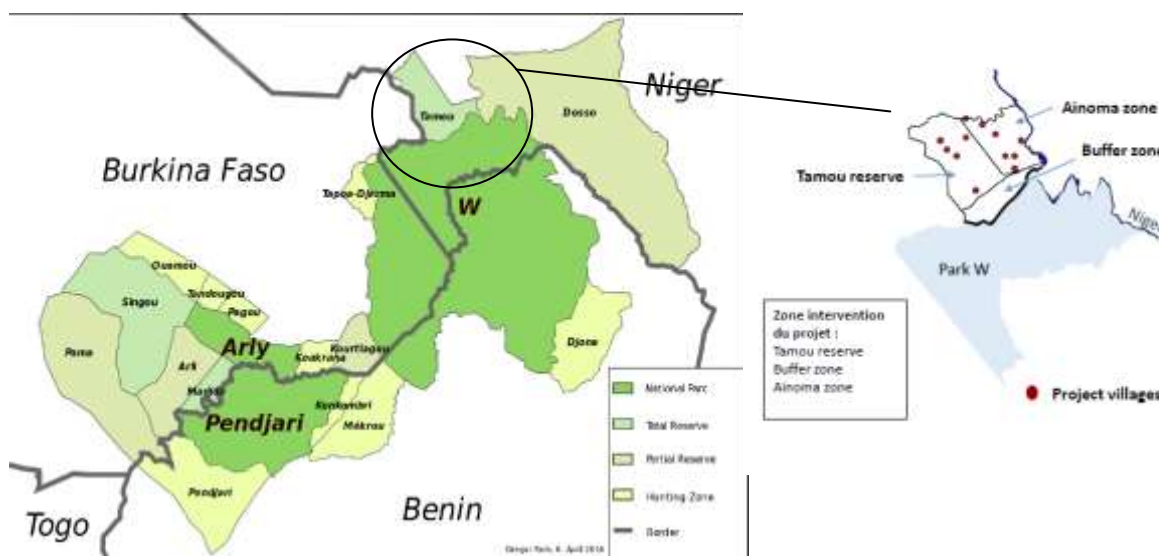 Niger
Tamou
Dosso
Burkina Faso
Tapoa-Djerma
W
Ouamou
Tandougou
Pagou
Singou
Pama
Arly
Ark
Koakrana
Kourtiagou
Djona
Pendjari
Konkombri
Mékrou
Pendjari
Togo
Benin
National Parc
Total Reserve
Partial Reserve
Hunting Zone
Border
Ainoma zone
Buffer zone
Tamou reserve
Niger
Park W
Zone intervention
du projet :
Tamou reserve
Buffer zone
Ainoma zone
Project villages